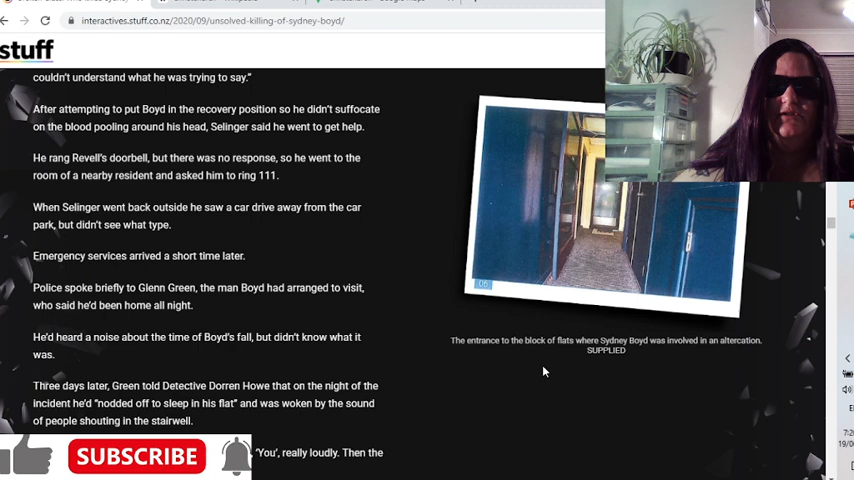 interactives.stuff.co.nz/2020/09/unsolved-killing-of-sydney-boyd/
stuff
couldn't understand what he was trying to say."
After attempting to put Boyd in the recovery position so he didn't suffocate
on the blood pooling around his head, Selinger said he went to get help.
He rang Revell's doorbell, but there was no response, so he went to the
room of a nearby resident and asked him to ring 111.
When Selinger went back outside he saw a car drive away from the car
park, but didn't see what type.
Emergency services arrived a short time later.
Police spoke briefly to Glenn Green, the man Boyd had arranged to visit,
who said he'd been home all night.
He'd heard a noise about the time of Boyd's fall, but didn't know what it
was.
Three days later, Green told Detective Dorren Howe that on the night of the
incident he'd "nodded off to sleep in his flat" and was woken by the sound
of people shouting in the stairwell.
'You', really loudly. Then the
06
The entrance to the block of flats where Sydney Boyd was involved in an altercation.
SUPPLIED
SUBSCRIBE